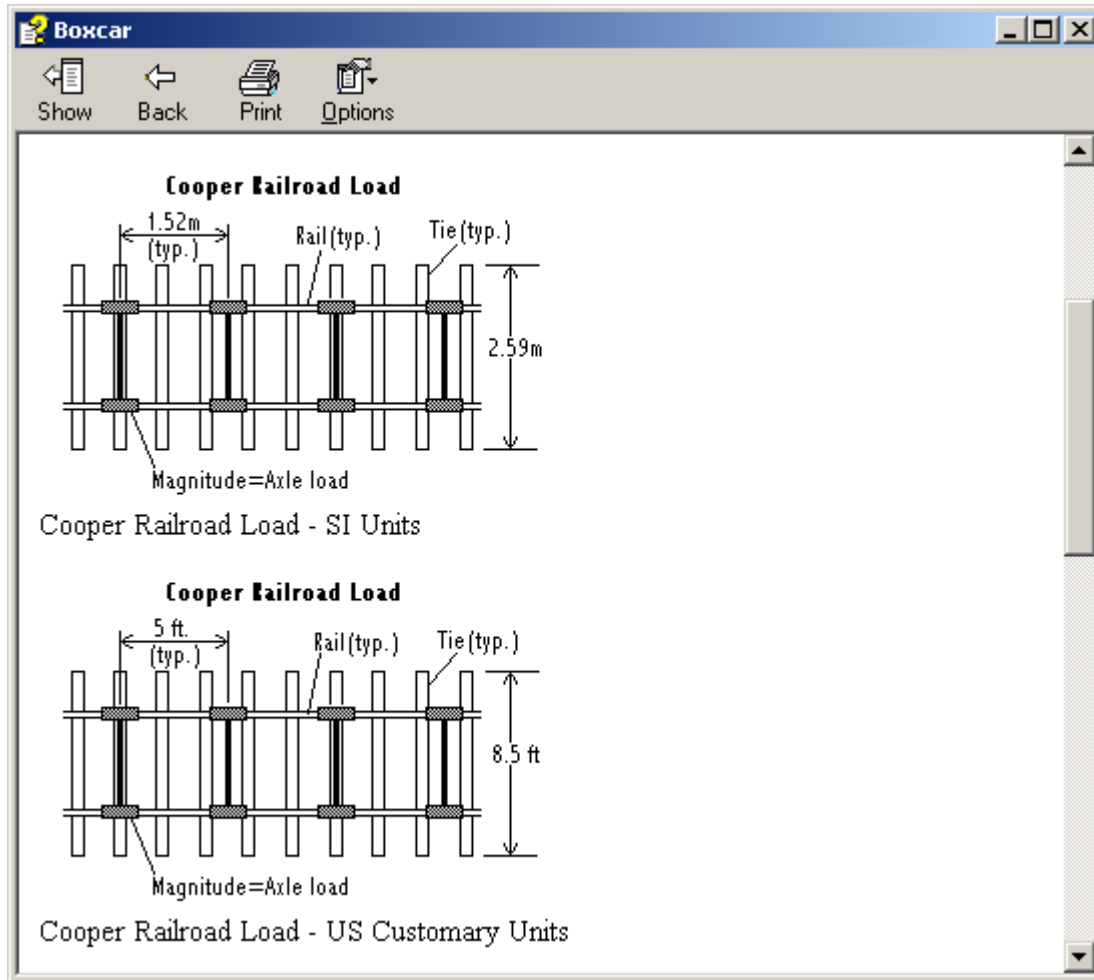 Boxcar
Show Back Print Options
Cooper Railroad Load
1.52m
(typ.)
Rail(typ.)
Tie(typ.)
2.59m
Magnitude=Axle load
Cooper Railroad Load - SI Units
Cooper Railroad Load
5 ft.
(typ.)
Rail(typ.)
Tie(typ.)
8.5 ft
Magnitude=Axle load
Cooper Railroad Load - US Customary Units